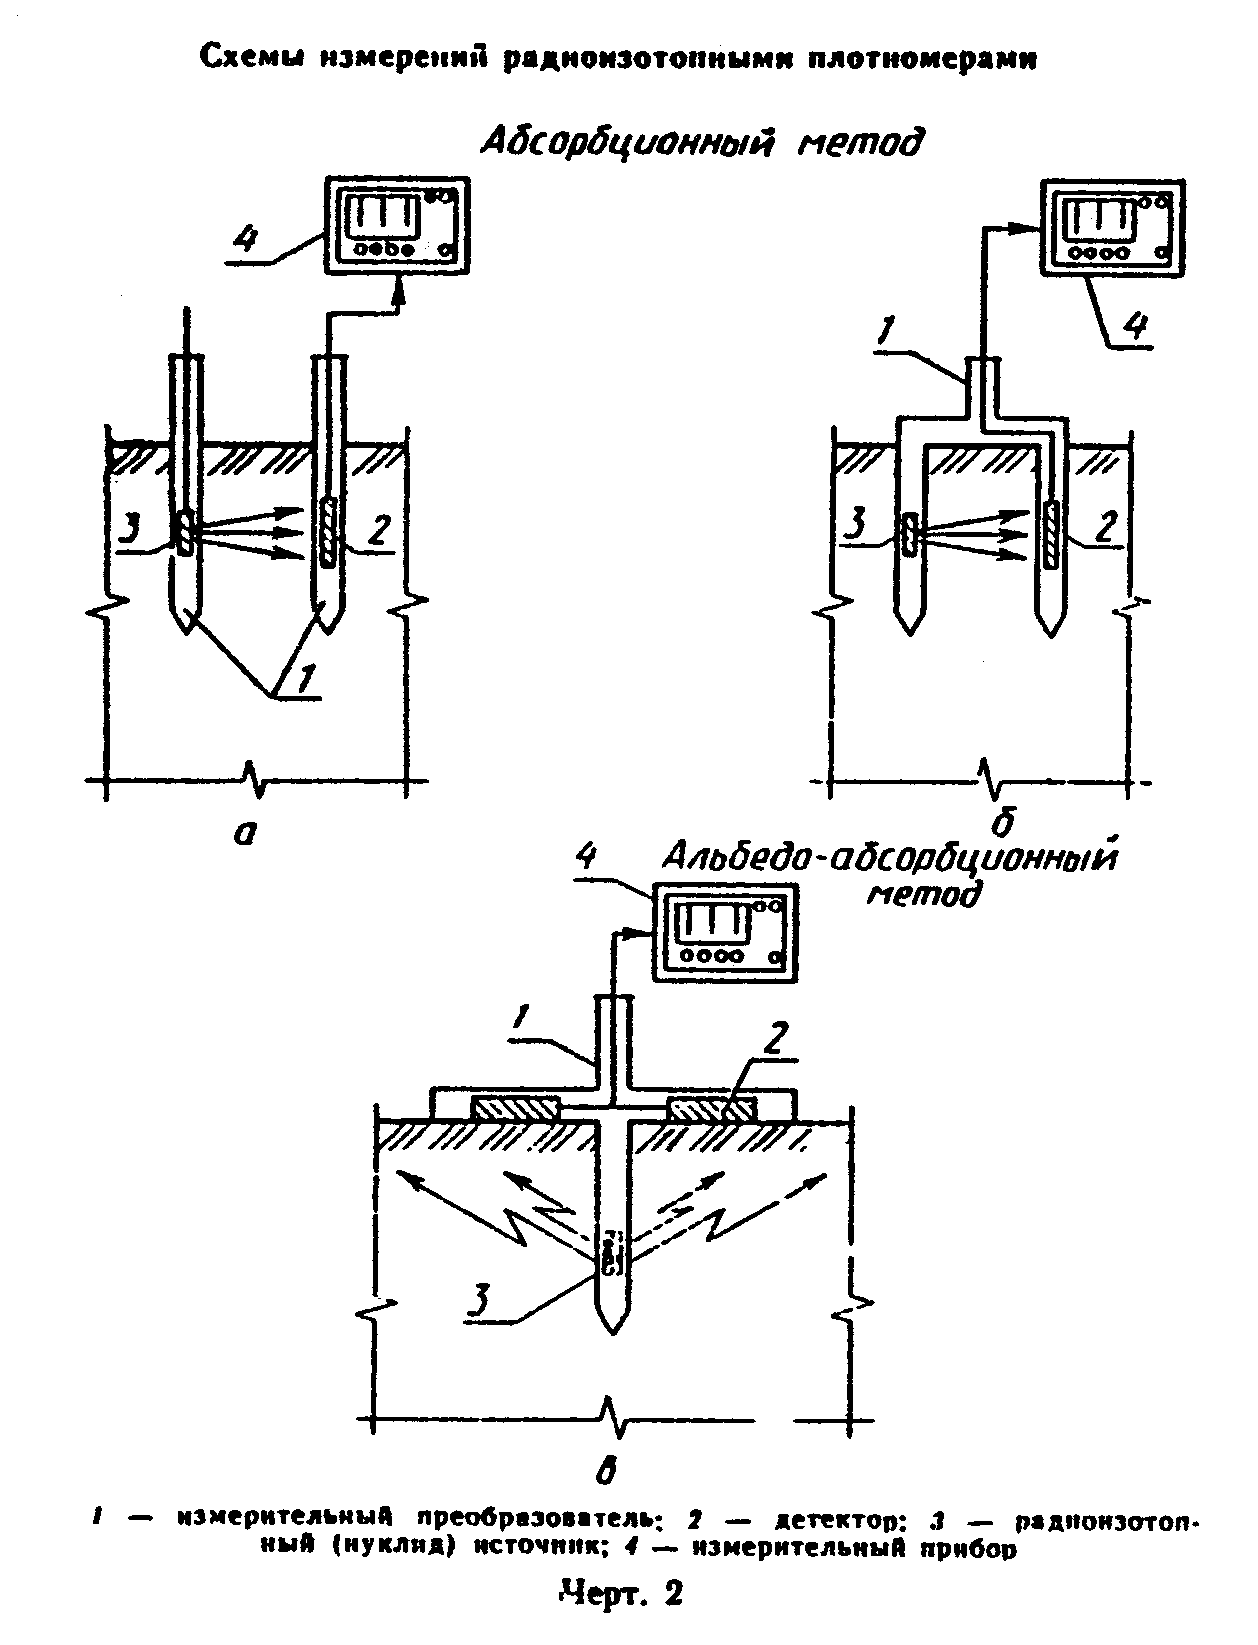 Схемы измерений радиоизотопными плотномерами
Абсорбционный метод
4
4
1
3
2
3
2
1
а
б
4
Альбедо-абсорбционный
метод
1
2
3
в
1 — измерительный преобразователь; 2 — детектор; 3 — радиоизотоп-
ный (нуклид) источник; 4 — измерительный прибор
Черт. 2